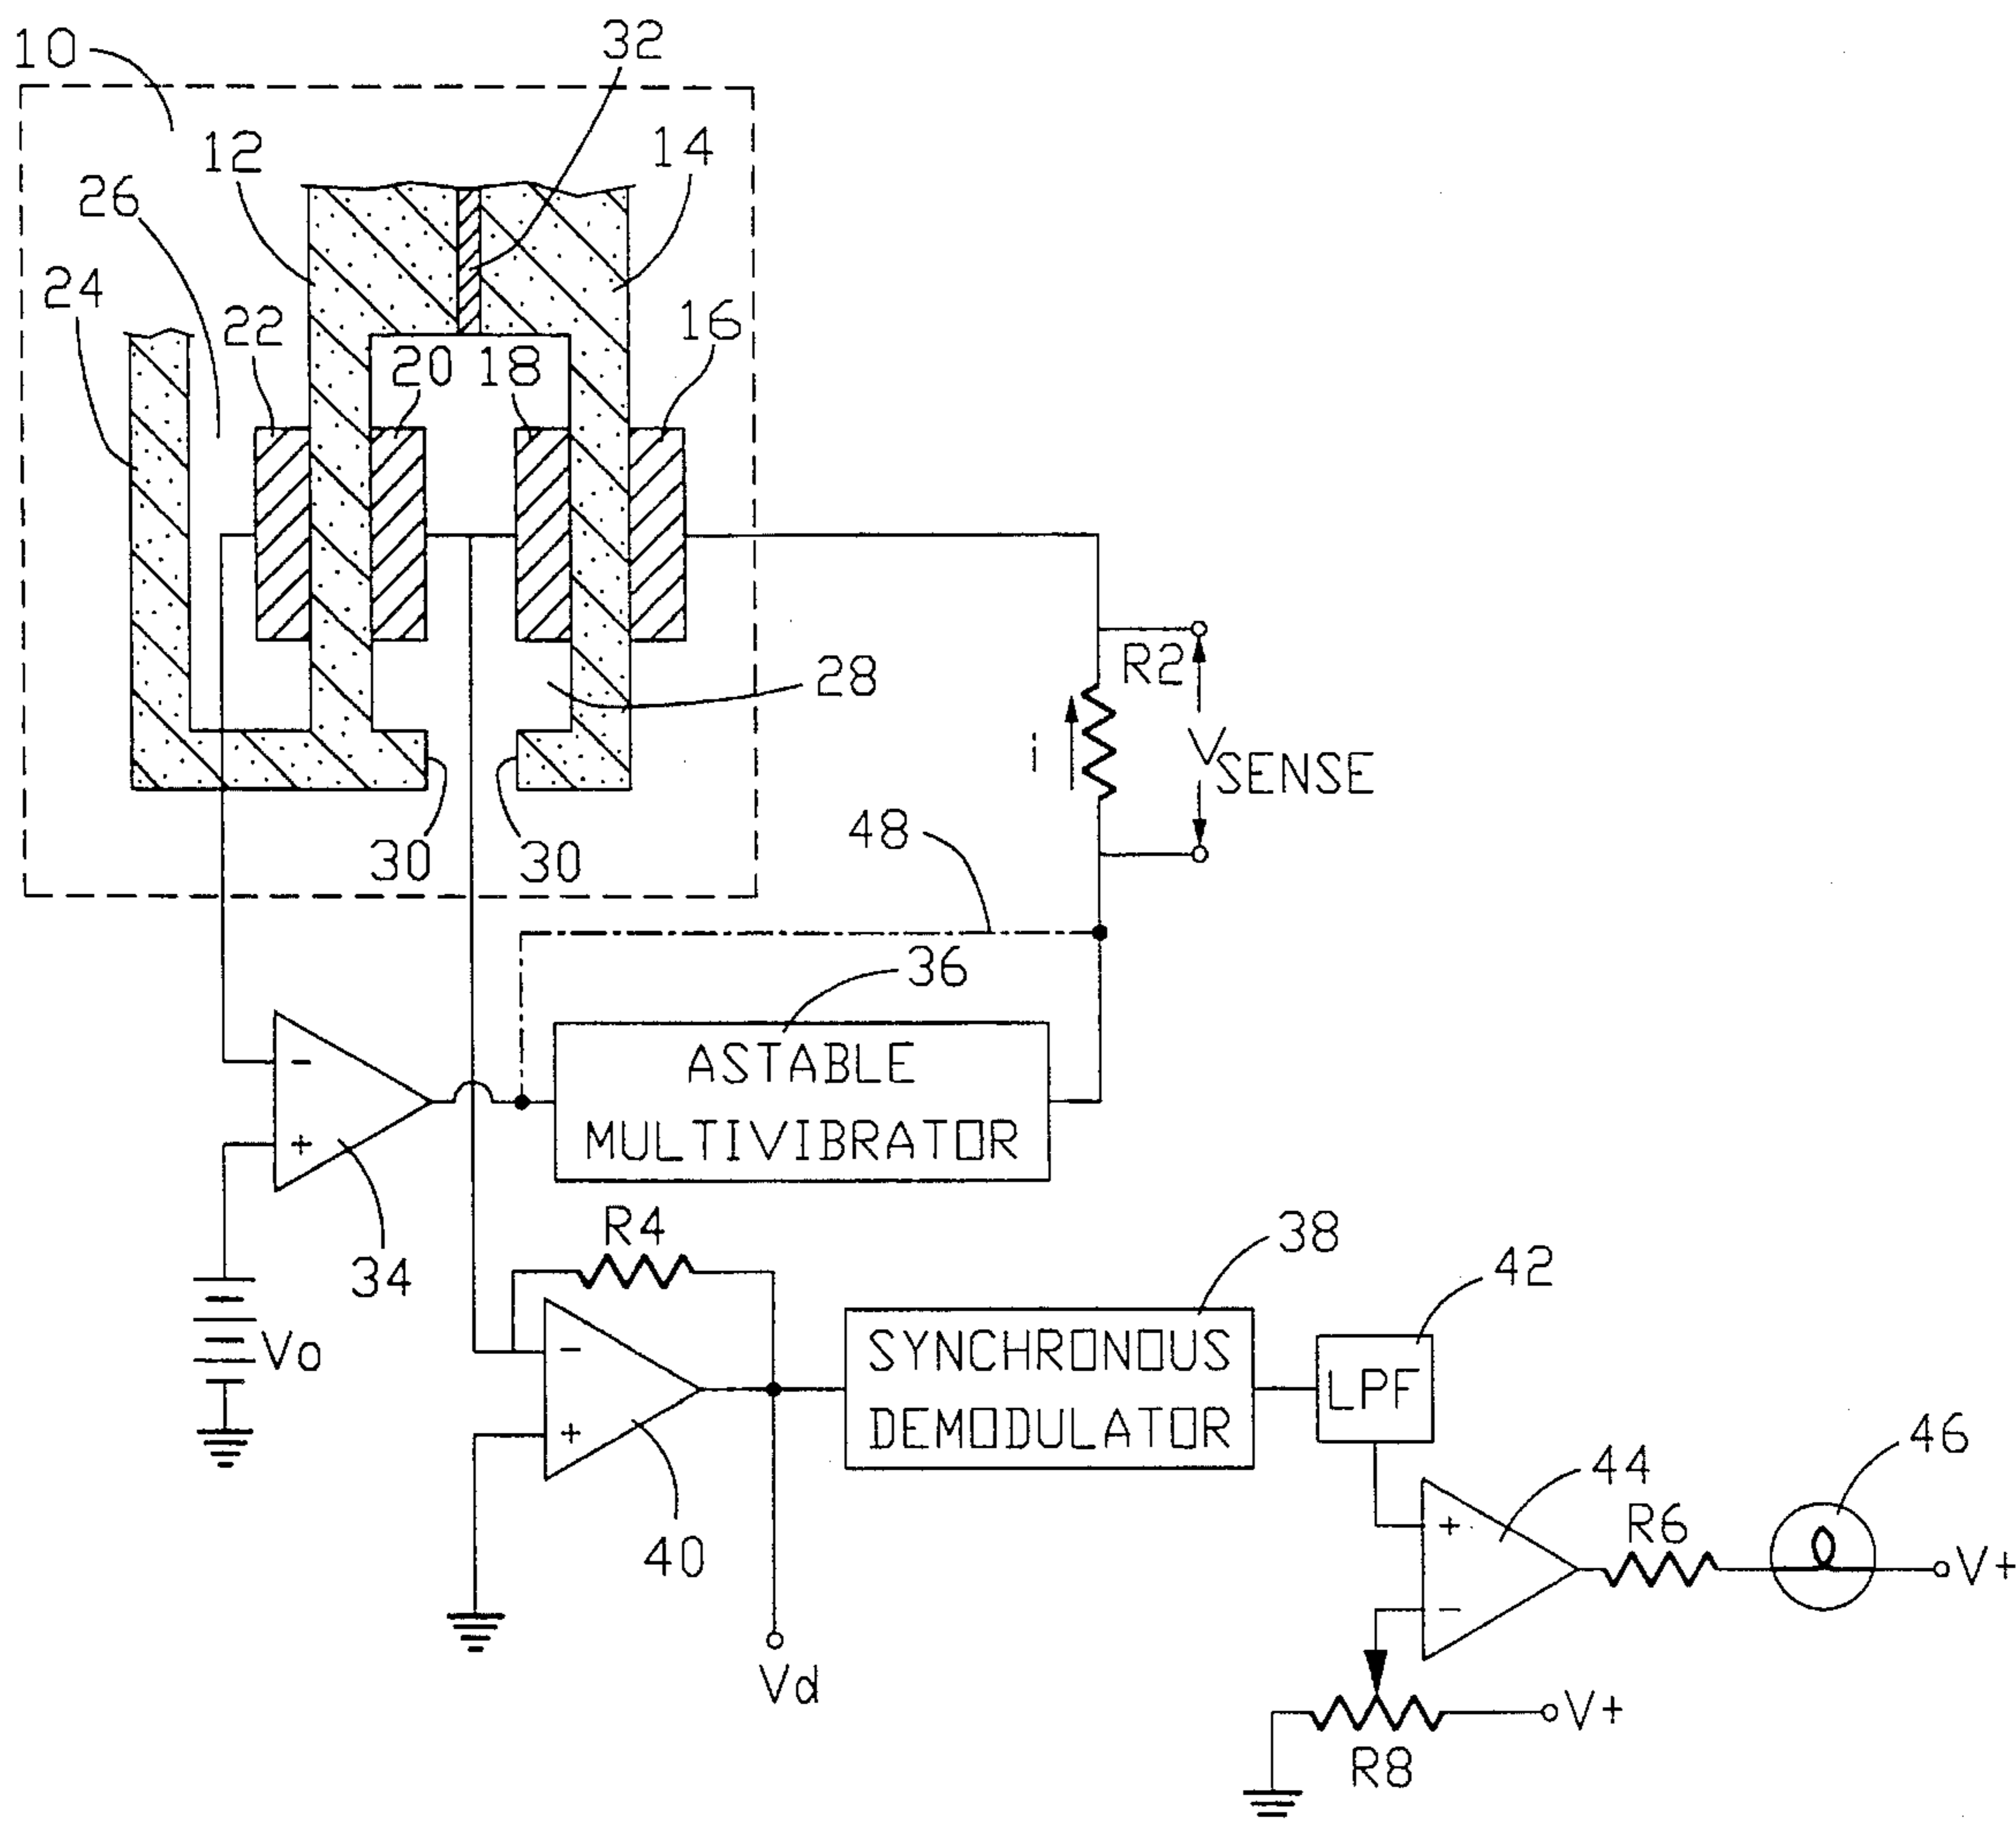 10
32
12
14
26
24
22
20
18
16
28
R2
i
VSENSE
30
30
48
36
- 
ASTABLE
MULTIVIBRATOR
+
34
R4
38
42
Vo
-
SYNCHRONOUS
DEMODULATOR
LPF
+
40
46
44
R6
+
V+
-
Vd
V+
R8